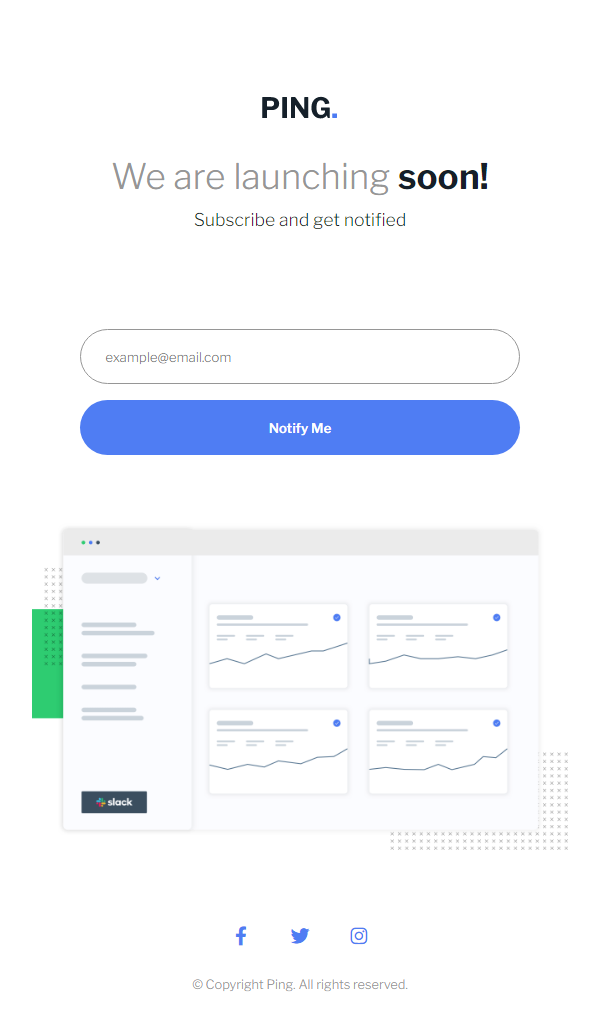 PING.
We are launching soon!
Subscribe and get notified
example@email.com
Notify Me
slack
© Copyright Ping. All rights reserved.